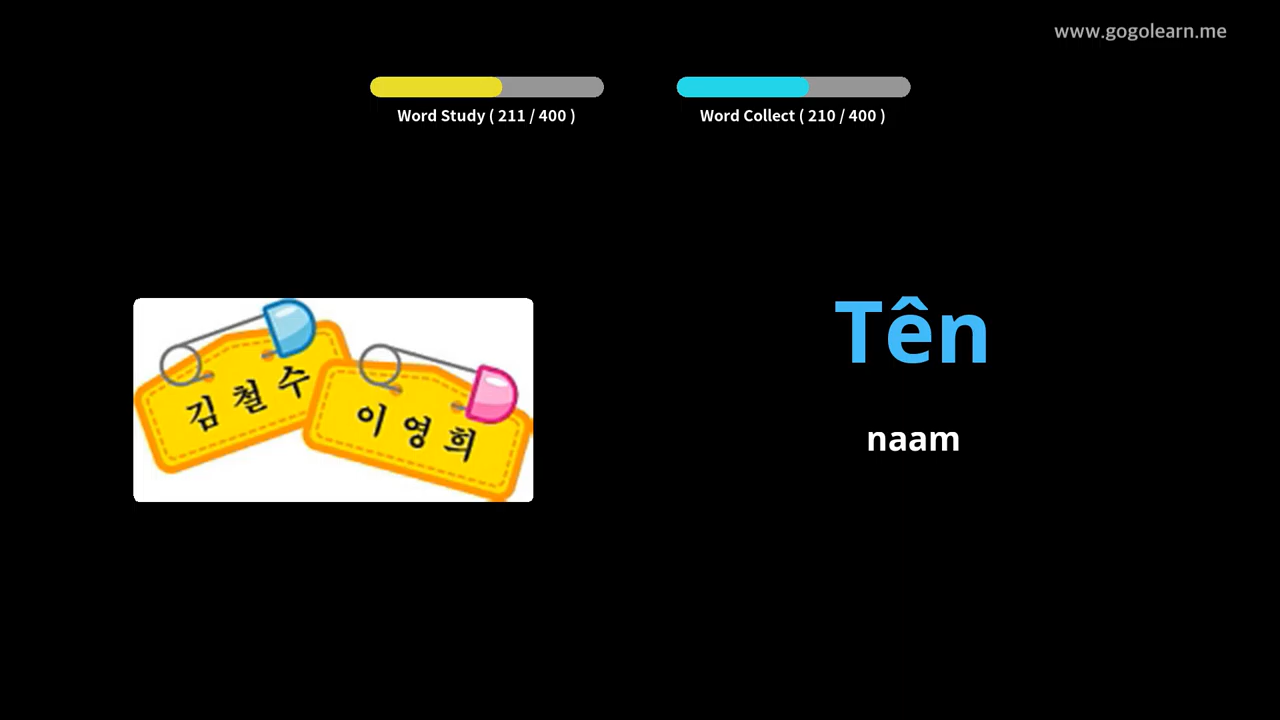 www.gogolearn.me
Word Study ( 211 / 400 )
Word Collect ( 210 / 400 )
김철수
이영희
Tên
naam